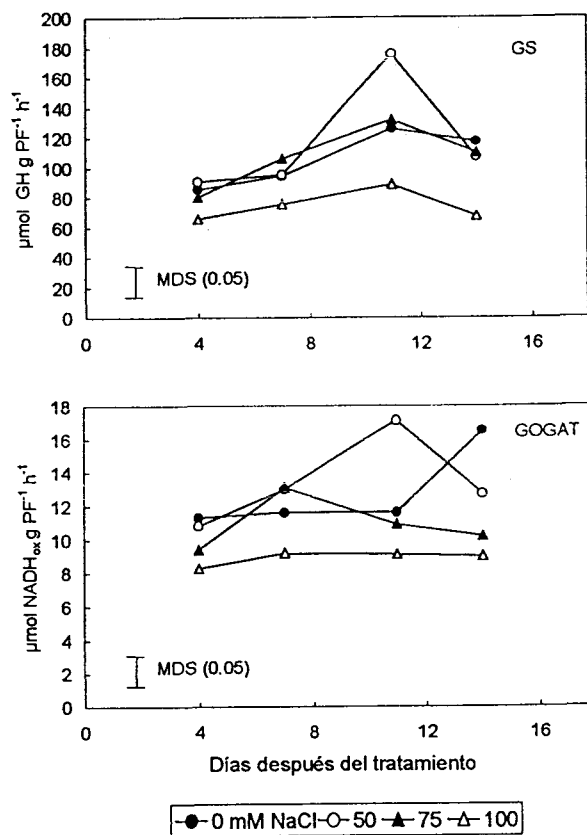 200
180
160
140
120
100
80
60
40
20
0
µmol GH g PF⁻¹ h⁻¹
GS
MDS (0.05)
0 4 8 12 16
18
16
14
12
10
8
6
4
2
0
µmol NADHₒₓ g PF⁻¹ h⁻¹
GOGAT
MDS (0.05)
0 4 8 12 16
Días después del tratamiento
0 mM NaCl 50 75 100